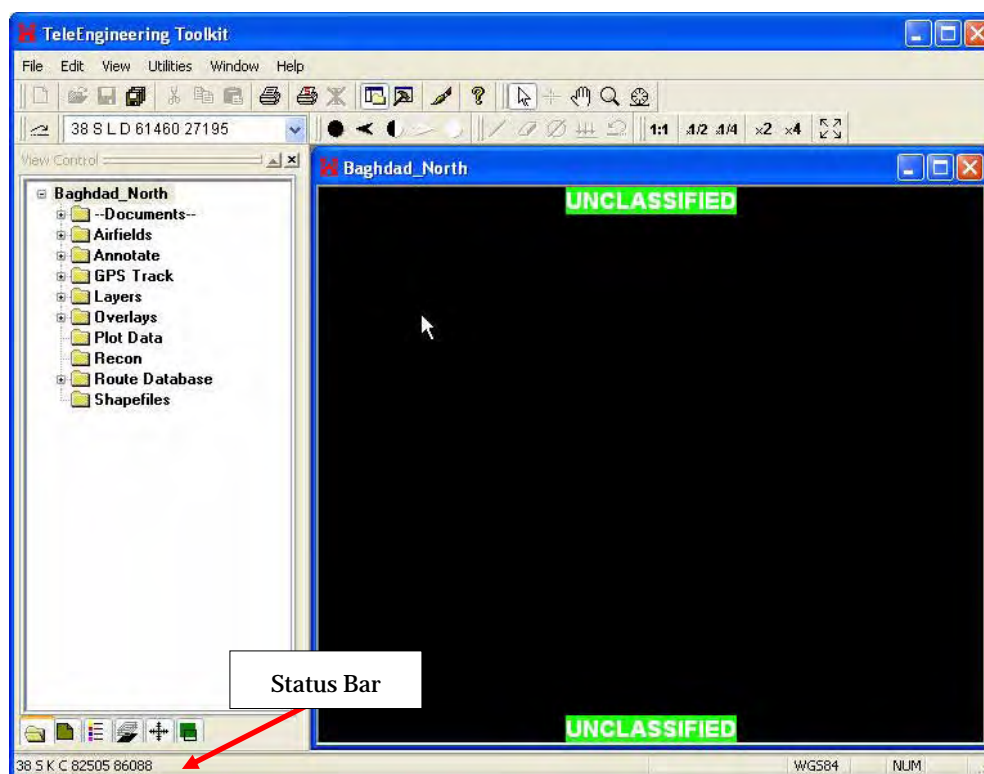 TeleEngineering Toolkit
File Edit View Utilities Window Help
38 S L D 61460 27195
1:1 1/2 1/4 ×2 ×4
View Control
Baghdad_North
--Documents--
Airfields
Annotate
GPS Track
Layers
Overlays
Plot Data
Recon
Route Database
Shapefiles
Baghdad_North
UNCLASSIFIED
UNCLASSIFIED
Status Bar
38 S K C 82505 86088
WGS84 NUM